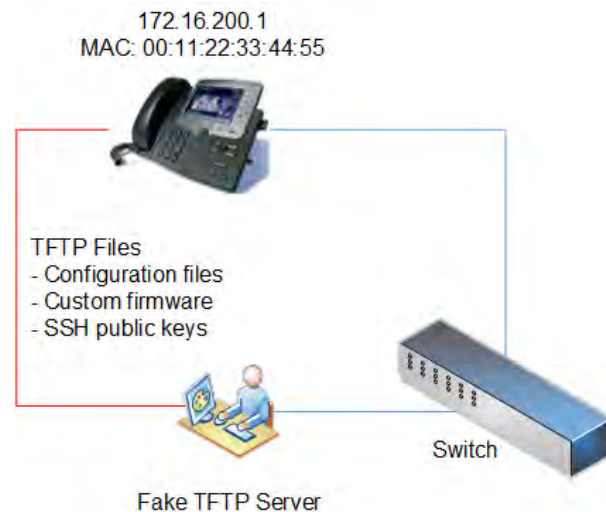 172.16.200.1
MAC: 00:11:22:33:44:55
TFTP Files
- Configuration files
- Custom firmware
- SSH public keys
Switch
Fake TFTP Server